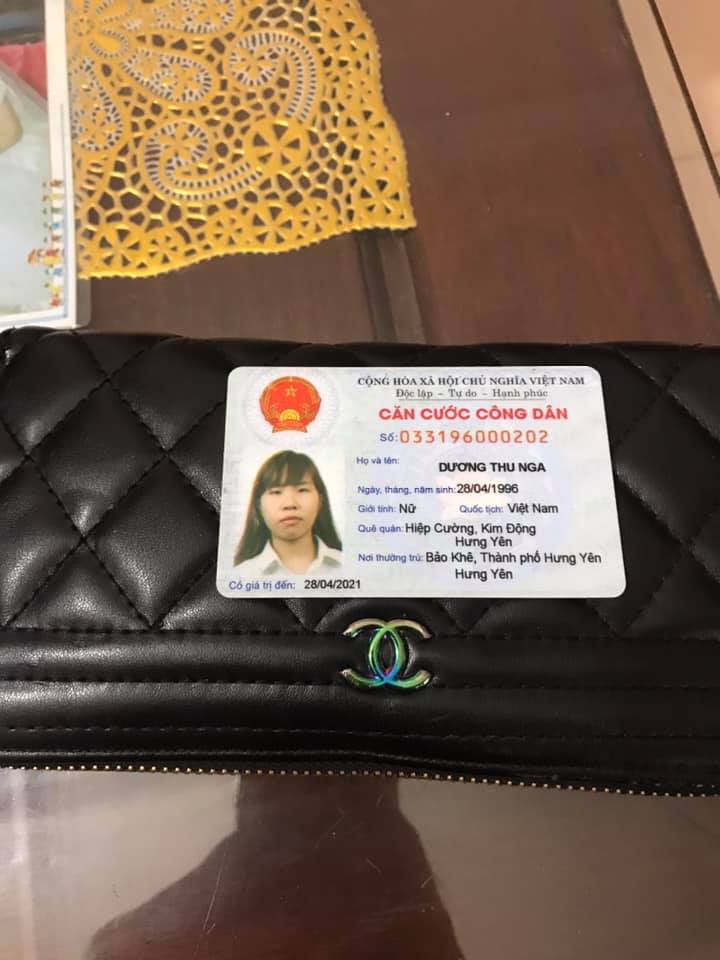 CỘNG HÒA XÃ HỘI CHỦ NGHĨA VIỆT NAM
Độc lập – Tự do – Hạnh phúc
CĂN CƯỚC CÔNG DÂN
Số: 033196000202
Họ và tên:
DƯƠNG THU NGA
Ngày, tháng, năm sinh: 28/04/1996
Giới tính: Nữ Quốc tịch: Việt Nam
Quê quán: Hiệp Cường, Kim Động
Hưng Yên
Nơi thường trú: Bảo Khê, Thành phố Hưng Yên
Hưng Yên
Có giá trị đến: 28/04/2021